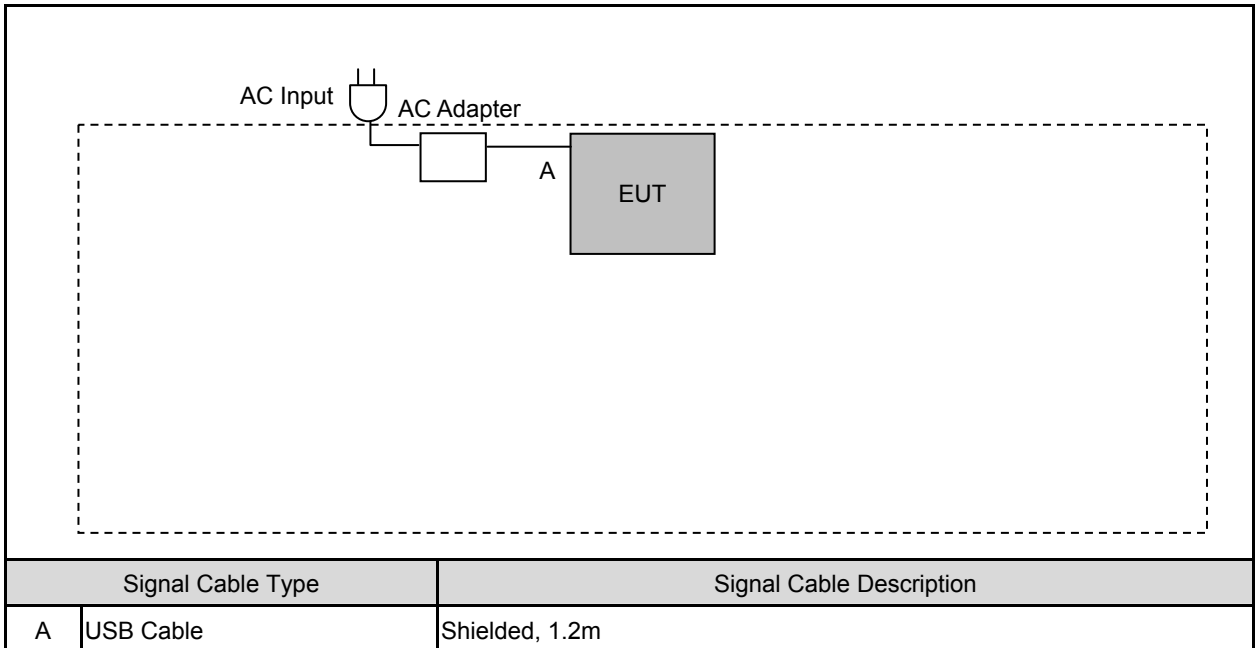 AC Input
AC Adapter
A
EUT
Signal Cable Type Signal Cable Description
A USB Cable Shielded, 1.2m